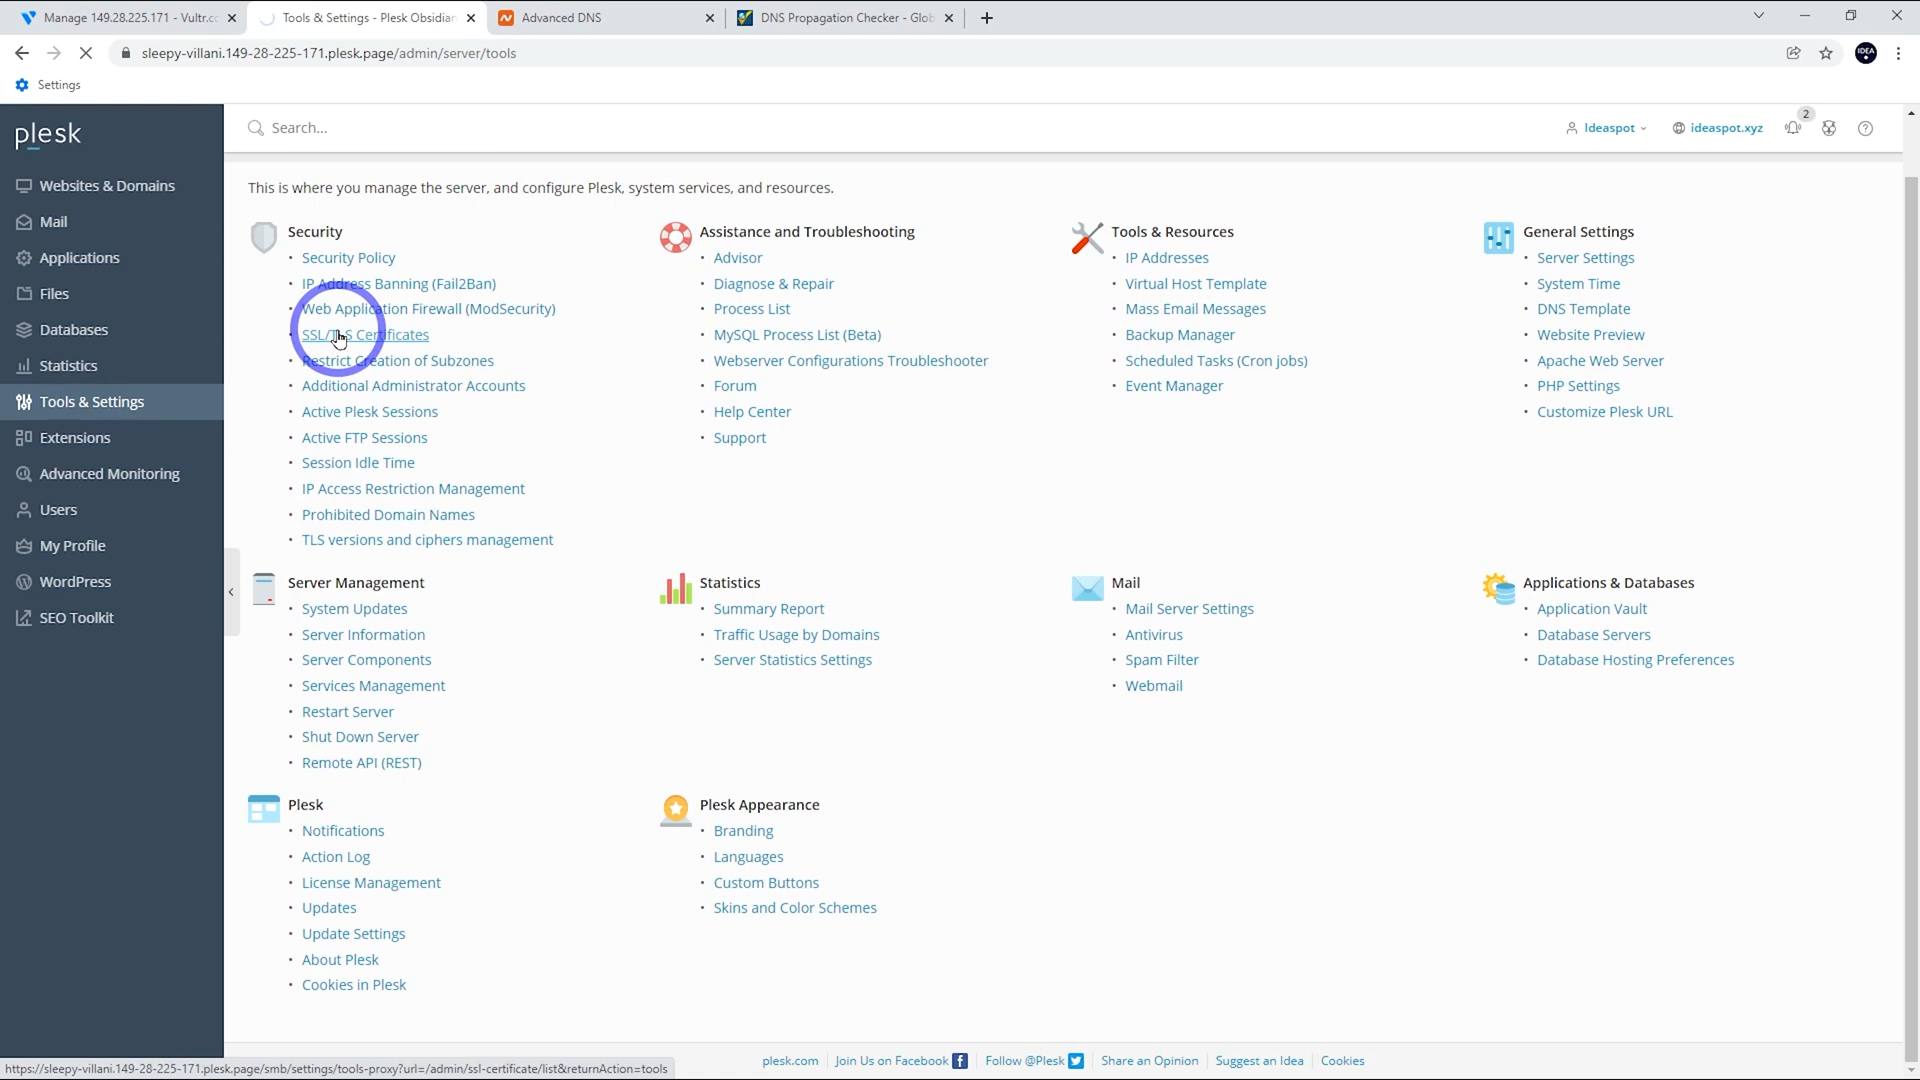 Manage 149.28.225.171 - Vultr.c
Tools & Settings - Plesk Obsidian
Advanced DNS
DNS Propagation Checker - Glob
sleepy-villani.149-28-225-171.plesk.page/admin/server/tools
IDEA
Settings
plesk
Search...
Ideaspot
ideaspot.xyz
2
Websites & Domains
Mail
Applications
Files
Databases
Statistics
Tools & Settings
Extensions
Advanced Monitoring
Users
My Profile
WordPress
SEO Toolkit
This is where you manage the server, and configure Plesk, system services, and resources.
Security
Security Policy
IP Address Banning (Fail2Ban)
Web Application Firewall (ModSecurity)
SSL/TLS Certificates
Restrict Creation of Subzones
Additional Administrator Accounts
Active Plesk Sessions
Active FTP Sessions
Session Idle Time
IP Access Restriction Management
Prohibited Domain Names
TLS versions and ciphers management
Assistance and Troubleshooting
Advisor
Diagnose & Repair
Process List
MySQL Process List (Beta)
Webserver Configurations Troubleshooter
Forum
Help Center
Support
Tools & Resources
IP Addresses
Virtual Host Template
Mass Email Messages
Backup Manager
Scheduled Tasks (Cron jobs)
Event Manager
General Settings
Server Settings
System Time
DNS Template
Website Preview
Apache Web Server
PHP Settings
Customize Plesk URL
Server Management
System Updates
Server Information
Server Components
Services Management
Restart Server
Shut Down Server
Remote API (REST)
Statistics
Summary Report
Traffic Usage by Domains
Server Statistics Settings
Mail
Mail Server Settings
Antivirus
Spam Filter
Webmail
Applications & Databases
Application Vault
Database Servers
Database Hosting Preferences
Plesk
Notifications
Action Log
License Management
Updates
Update Settings
About Plesk
Cookies in Plesk
Plesk Appearance
Branding
Languages
Custom Buttons
Skins and Color Schemes
plesk.com
Join Us on Facebook
Follow @Plesk
Share an Opinion
Suggest an Idea
Cookies
https://sleepy-villani.149-28-225-171.plesk.page/smb/settings/tools-proxy?url=/admin/ssl-certificate/list&returnAction=tools